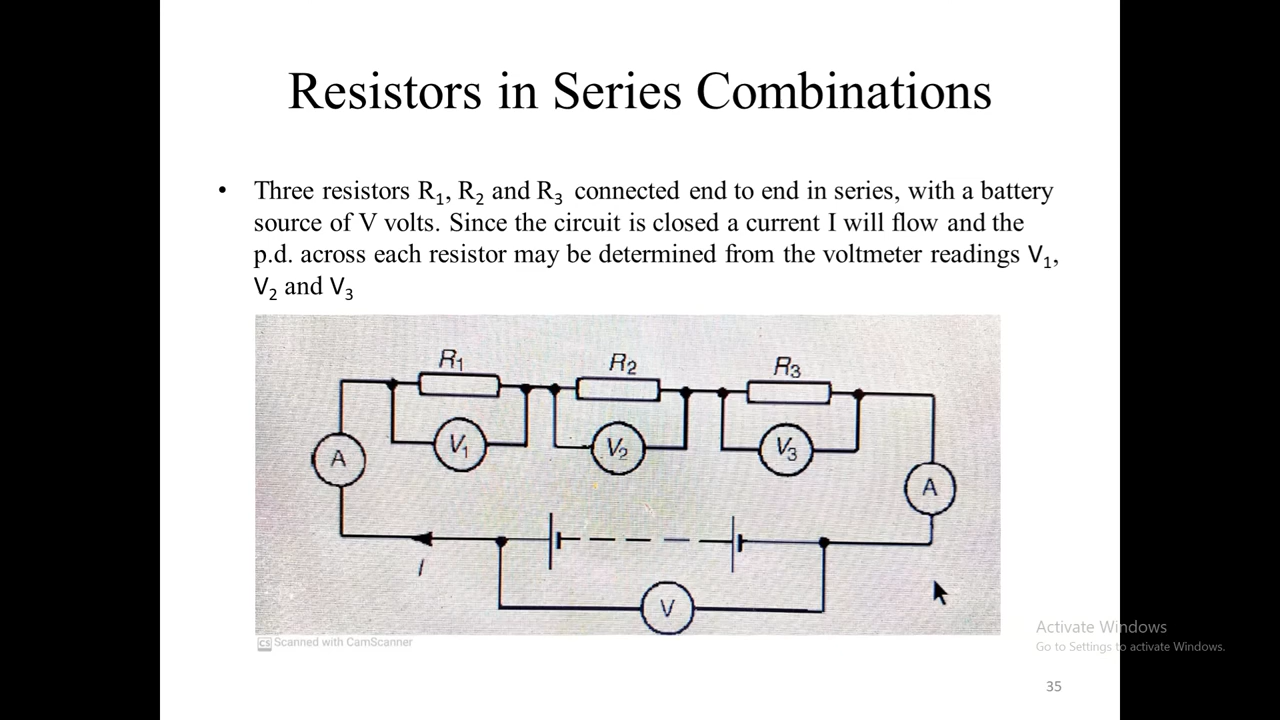 Resistors in Series Combinations
• Three resistors R₁, R₂ and R₃ connected end to end in series, with a battery
source of V volts. Since the circuit is closed a current I will flow and the
p.d. across each resistor may be determined from the voltmeter readings V₁,
V₂ and V₃
R₁ R₂ R₃
V₁ V₂ V₃
A
A
I
V
CS Scanned with CamScanner
Activate Windows
Go to Settings to activate Windows.
35